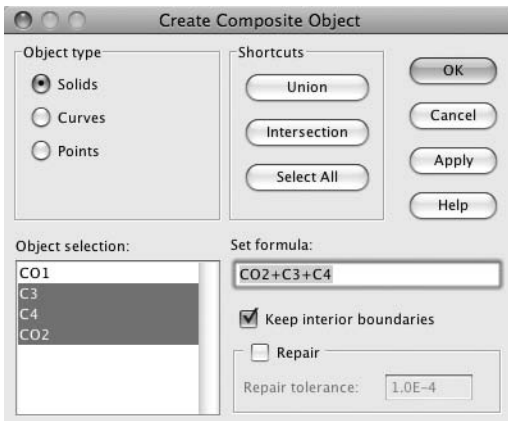 Create Composite Object
Object type
Solids
Curves
Points
Shortcuts
Union
Intersection
Select All
OK
Cancel
Apply
Help
Object selection:
CO1
C3
C4
CO2
Set formula:
CO2+C3+C4
Keep interior boundaries
Repair
Repair tolerance: 1.0E-4